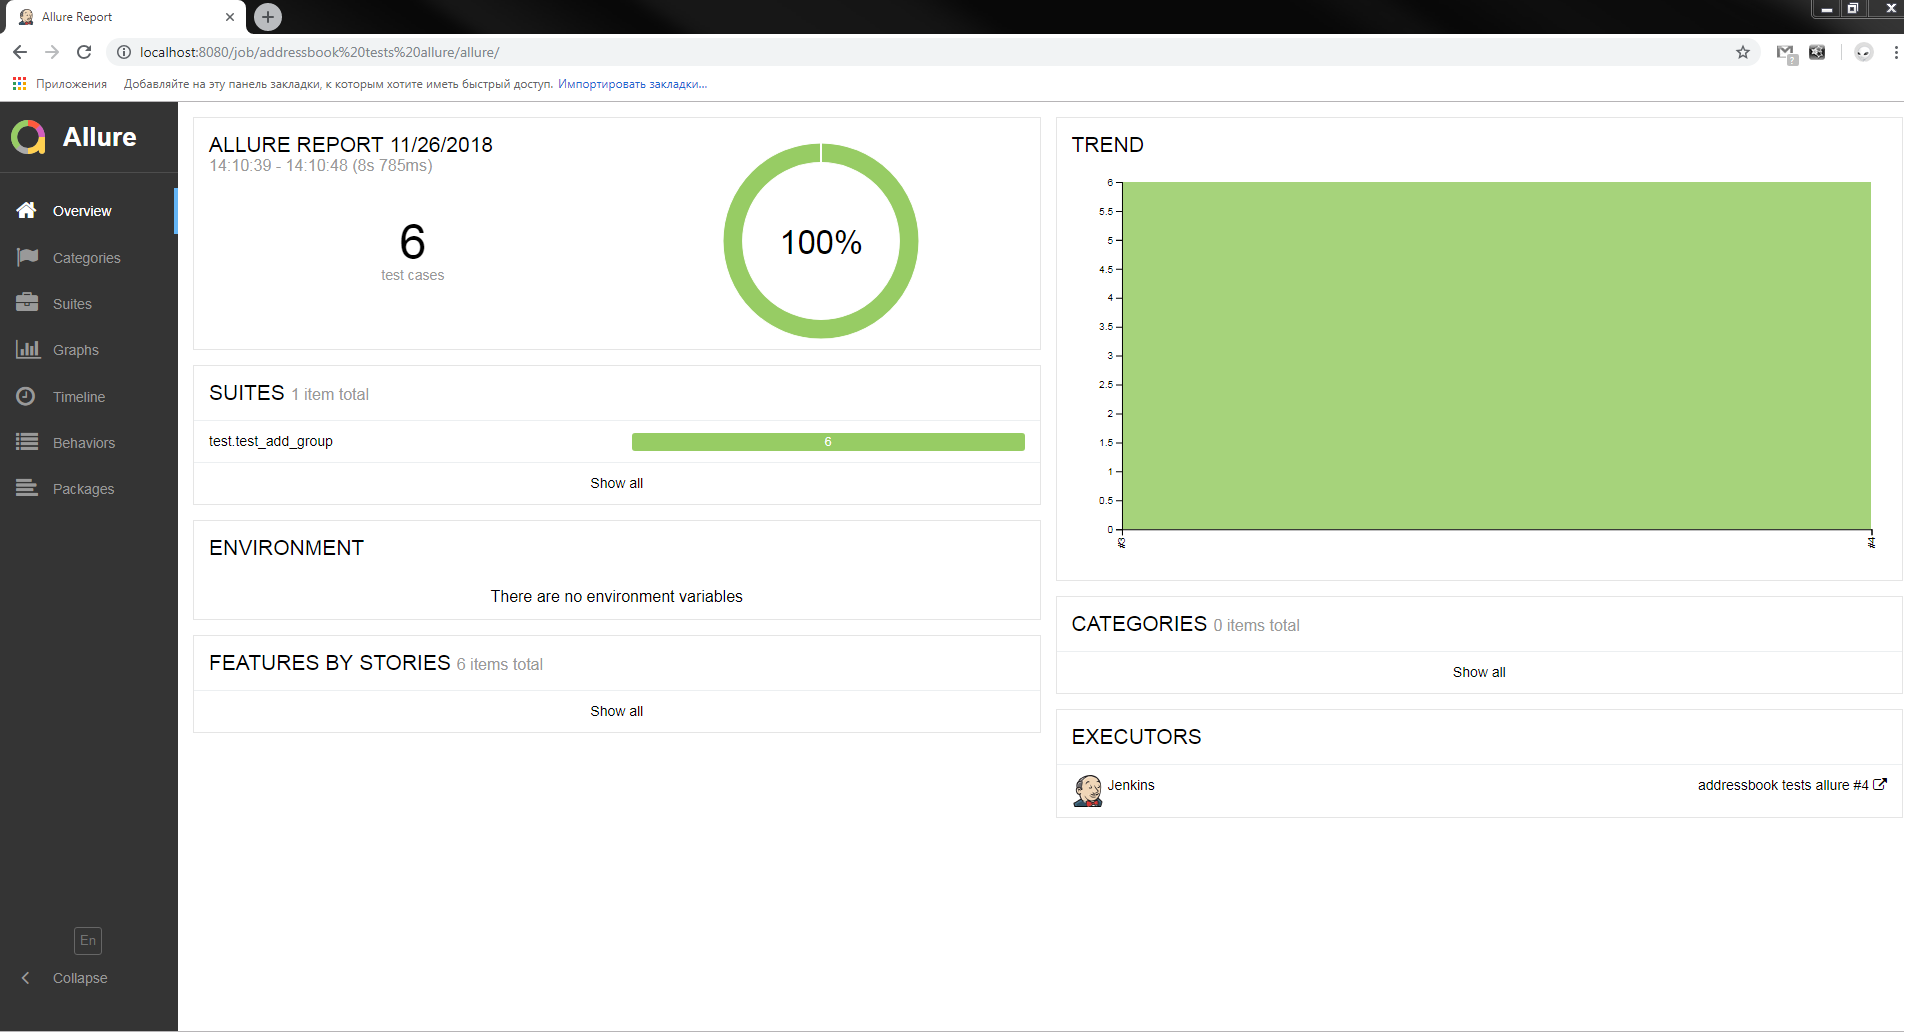 Allure Report
localhost:8080/job/addressbook%20tests%20allure/allure/
Приложения
Добавляйте на эту панель закладки, к которым хотите иметь быстрый доступ. Импортировать закладки...
Allure
Overview
Categories
Suites
Graphs
Timeline
Behaviors
Packages
En
Collapse
ALLURE REPORT 11/26/2018
14:10:39 - 14:10:48 (8s 785ms)
6
test cases
100%
SUITES 1 item total
test.test_add_group
6
Show all
ENVIRONMENT
There are no environment variables
FEATURES BY STORIES 6 items total
Show all
TREND
6
5.5
5
4.5
4
3.5
3
2.5
2
1.5
1
0.5
0
#3
#4
CATEGORIES 0 items total
Show all
EXECUTORS
Jenkins
addressbook tests allure #4